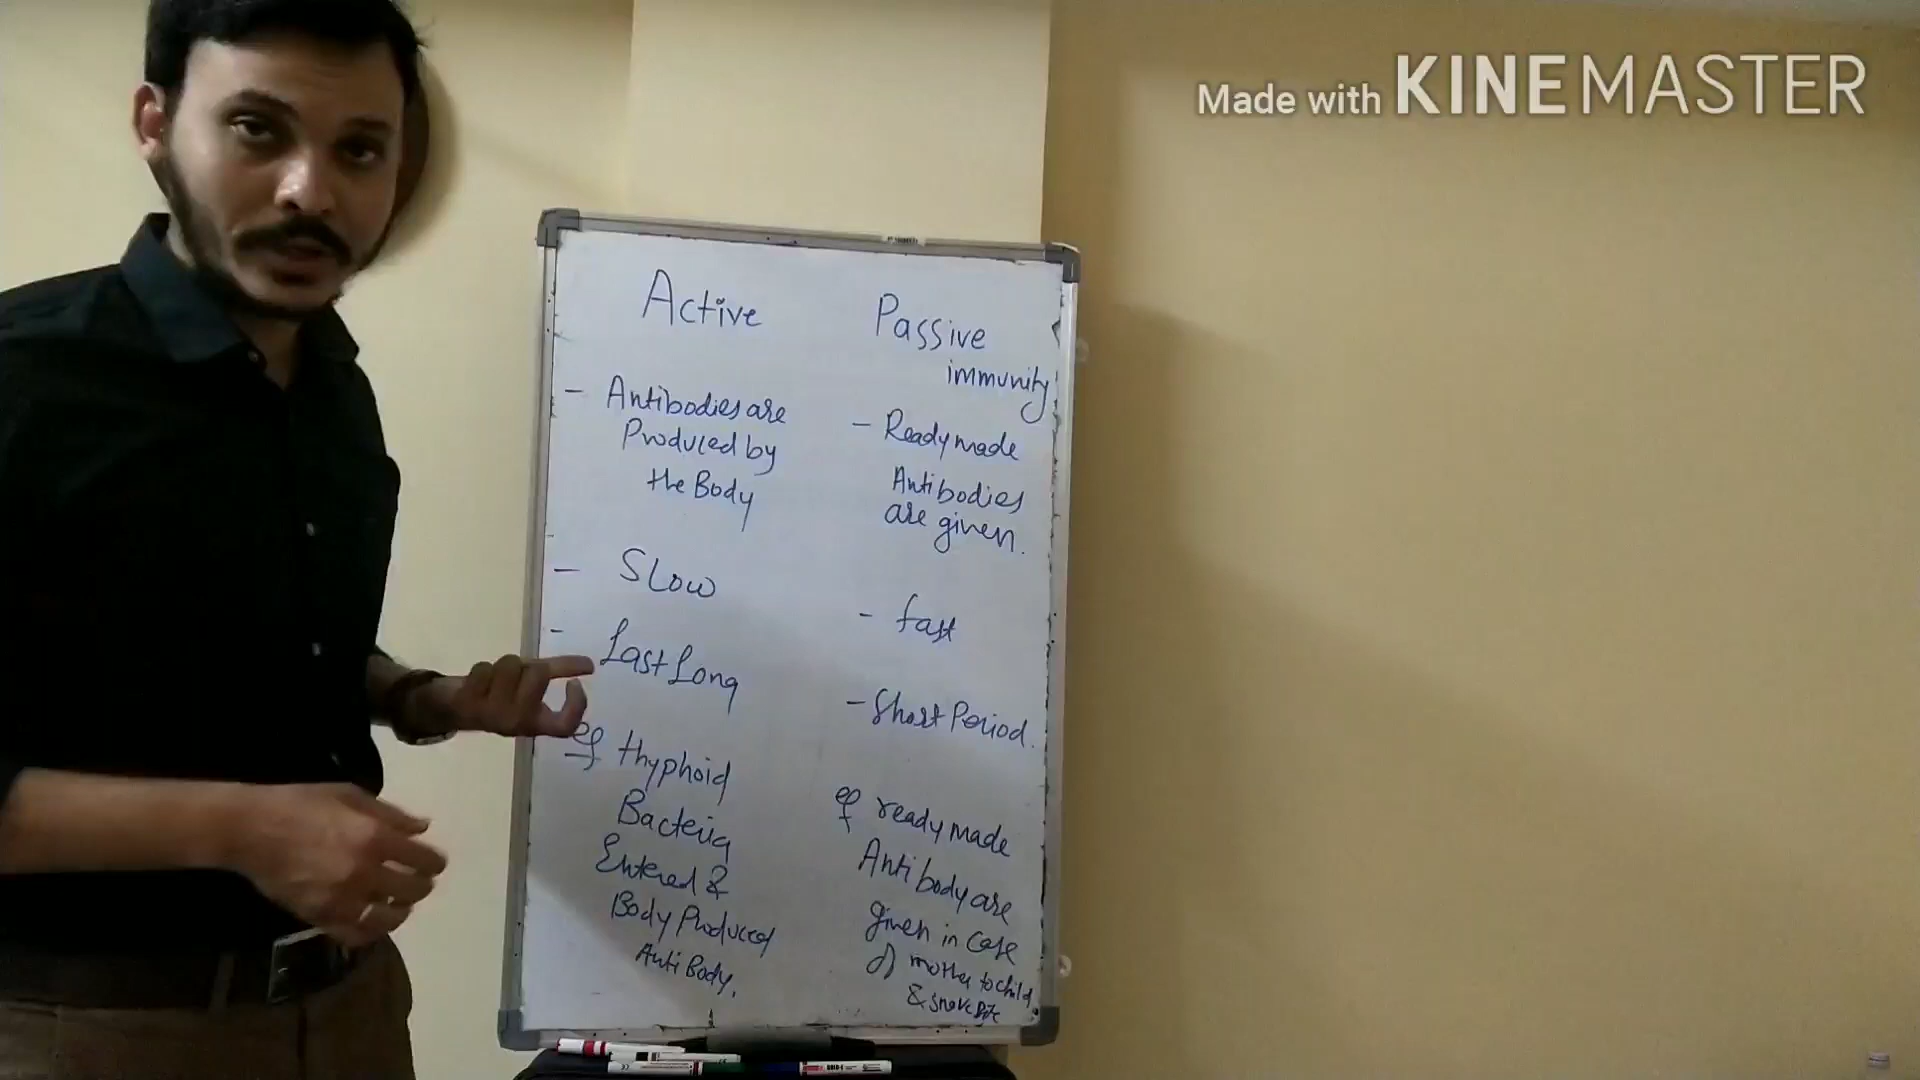 Made with KINEMASTER
Active
- Antibodies are
Produced by
the Body
- Slow
- Last Long
eg thyphoid
Bacteria
Entered &
Body Produced
Anti Body.
Passive
immunity
- Ready made
Antibodies
are given.
- fast
- Short Period.
eg ready made
Anti body are
given in case
of mother to child
& snake Bite